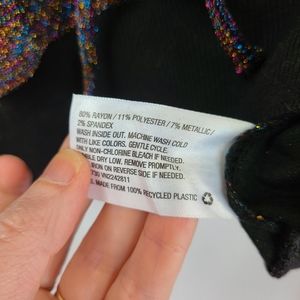 80% RAYON / 11% POLYESTER / 7% METALLIC /
2% SPANDEX
WASH INSIDE OUT. MACHINE WASH COLD
WITH LIKE COLORS. GENTLE CYCLE.
ONLY NON-CHLORINE BLEACH IF NEEDED.
DRY LOW. REMOVE PROMPTLY.
IRON ON REVERSE SIDE IF NEEDED.
VN2242811
MADE FROM 100% RECYCLED PLASTIC